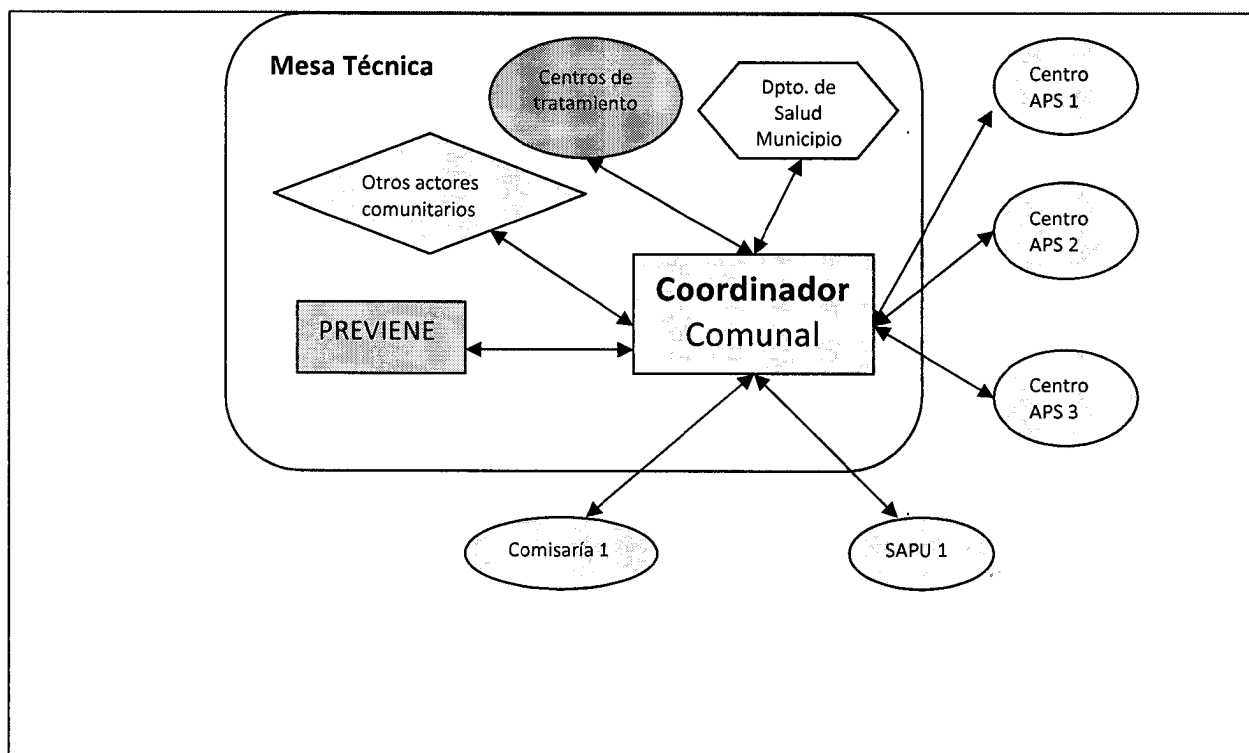 Mesa Técnica
Centros de
tratamiento
Dpto. de
Salud
Municipio
Otros actores
comunitarios
PREVIENE
Coordinador
Comunal
Centro
APS 1
Centro
APS 2
Centro
APS 3
Comisaría 1
SAPU 1